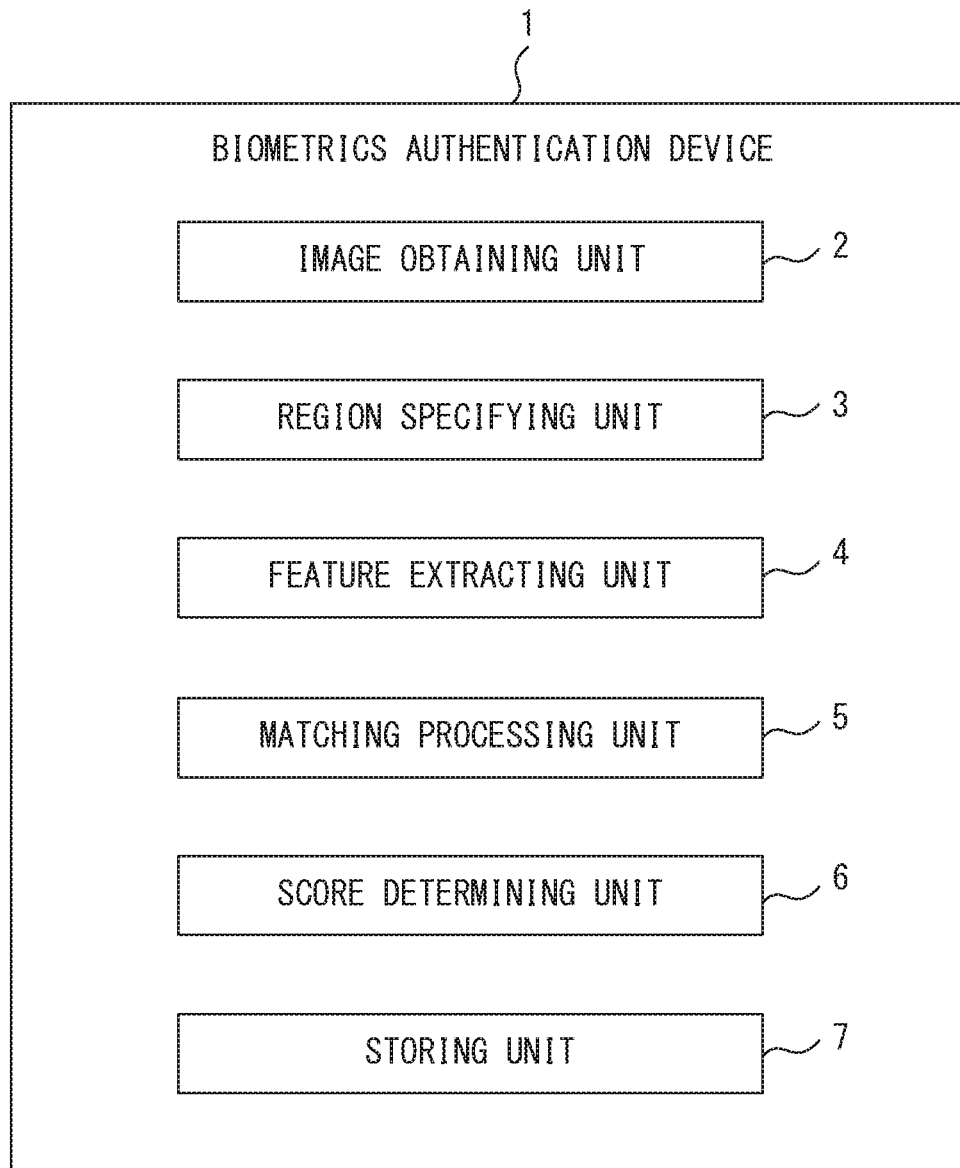 1
BIOMETRICS AUTHENTICATION DEVICE
IMAGE OBTAINING UNIT 2
REGION SPECIFYING UNIT 3
FEATURE EXTRACTING UNIT 4
MATCHING PROCESSING UNIT 5
SCORE DETERMINING UNIT 6
STORING UNIT 7